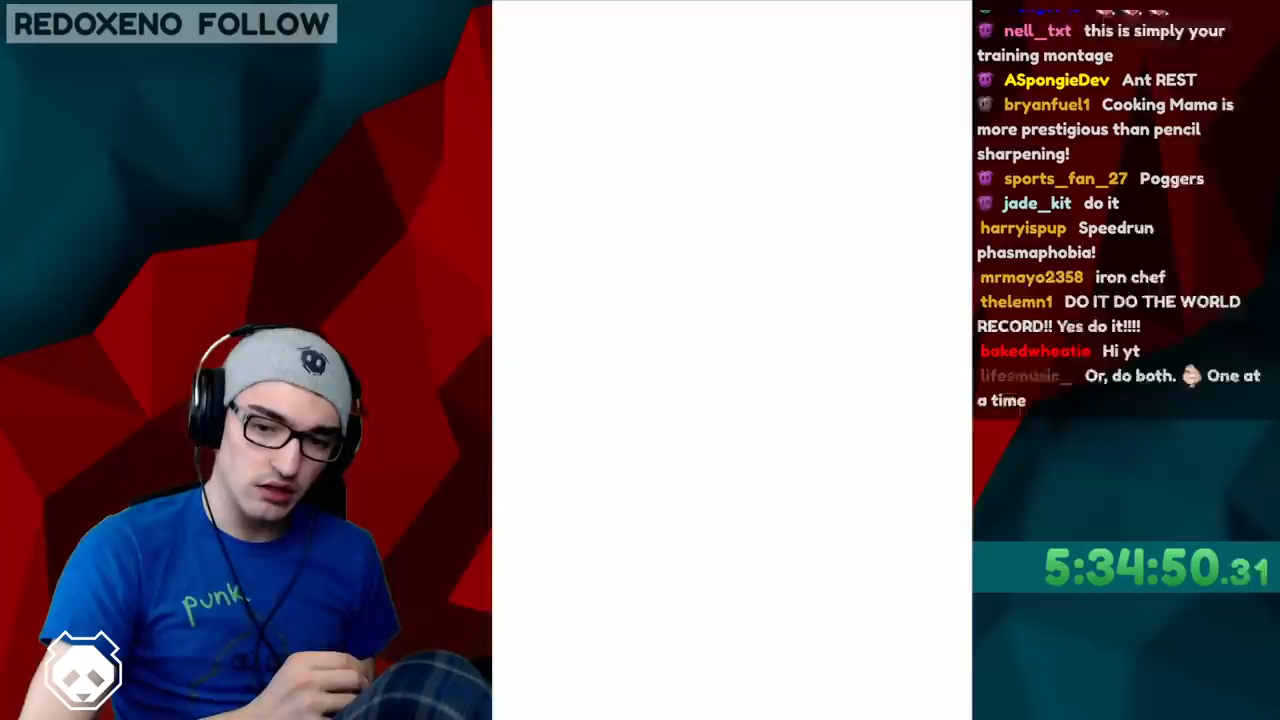 REDOXENO FOLLOW
nell_txt this is simply your
training montage
ASpongieDev Ant REST
bryanfuel1 Cooking Mama is
more prestigious than pencil
sharpening!
sports_fan_27 Poggers
jade_kit do it
harryispup Speedrun
phasmaphobia!
mrmayo2358 iron chef
thelemn1 DO IT DO THE WORLD
RECORD!! Yes do it!!!!
bakedwheatie Hi yt
lifesmusic_ Or, do both. One at
a time
5:34:50.31
punk.